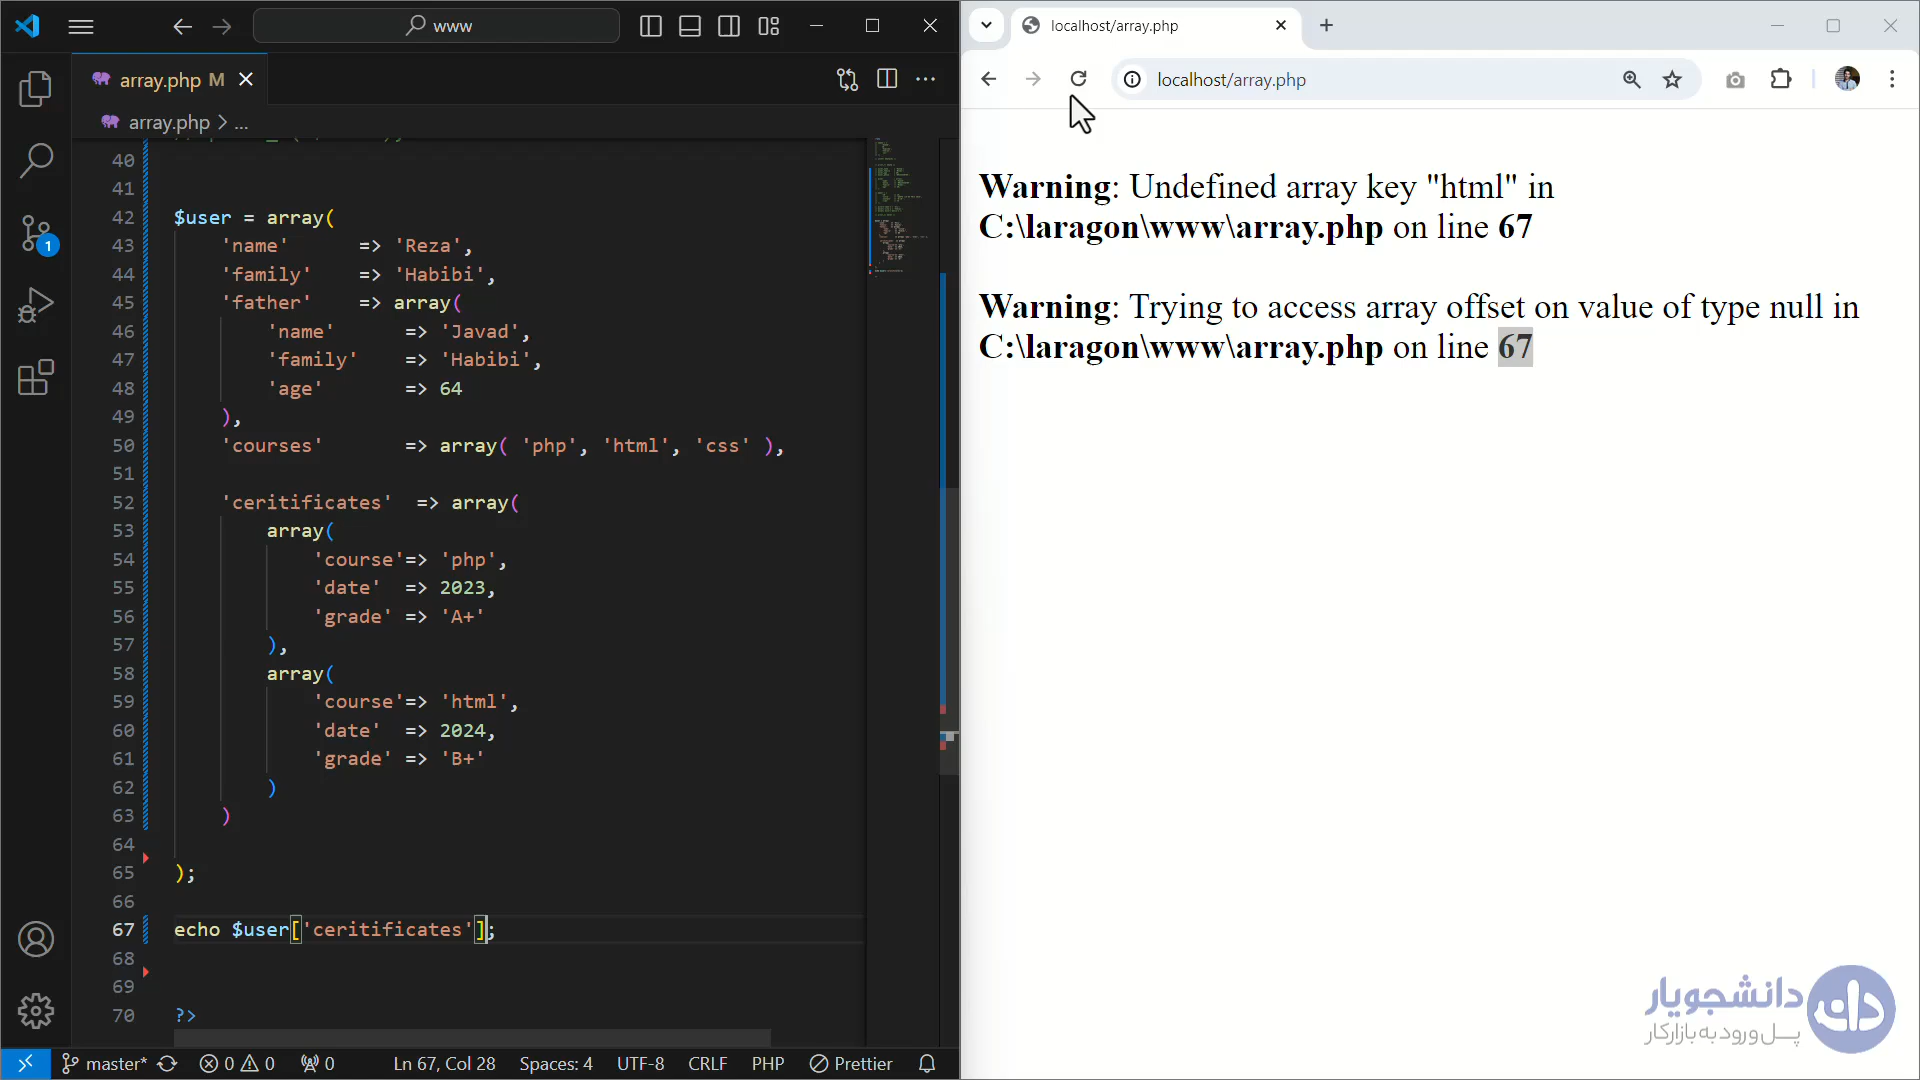 www
array.php M
array.php > ...
40
41
42 $user = array(
43 'name' => 'Reza',
44 'family' => 'Habibi',
45 'father' => array(
46 'name' => 'Javad',
47 'family' => 'Habibi',
48 'age' => 64
49 ),
50 'courses' => array( 'php', 'html', 'css' ),
51
52 'ceritificates' => array(
53 array(
54 'course'=> 'php',
55 'date' => 2023,
56 'grade' => 'A+'
57 ),
58 array(
59 'course'=> 'html',
60 'date' => 2024,
61 'grade' => 'B+'
62 )
63 )
64
65 );
66
67 echo $user['ceritificates'];
68
69
70 ?>
1
master* 0 0 0 Ln 67, Col 28 Spaces: 4 UTF-8 CRLF PHP Prettier
localhost/array.php
localhost/array.php
Warning: Undefined array key "html" in
C:\laragon\www\array.php on line 67
Warning: Trying to access array offset on value of type null in
C:\laragon\www\array.php on line 67
دانشجویار
پل ورود به بازار کار